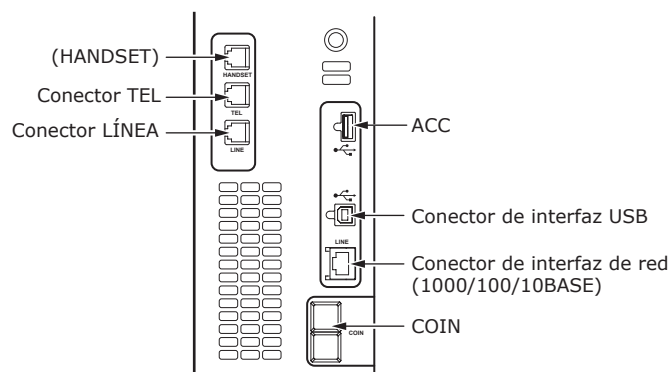 (HANDSET)
Conector TEL
Conector LÍNEA
HANDSET
TEL
LINE
ACC
Conector de interfaz USB
LINE
Conector de interfaz de red
(1000/100/10BASE)
COIN
COIN